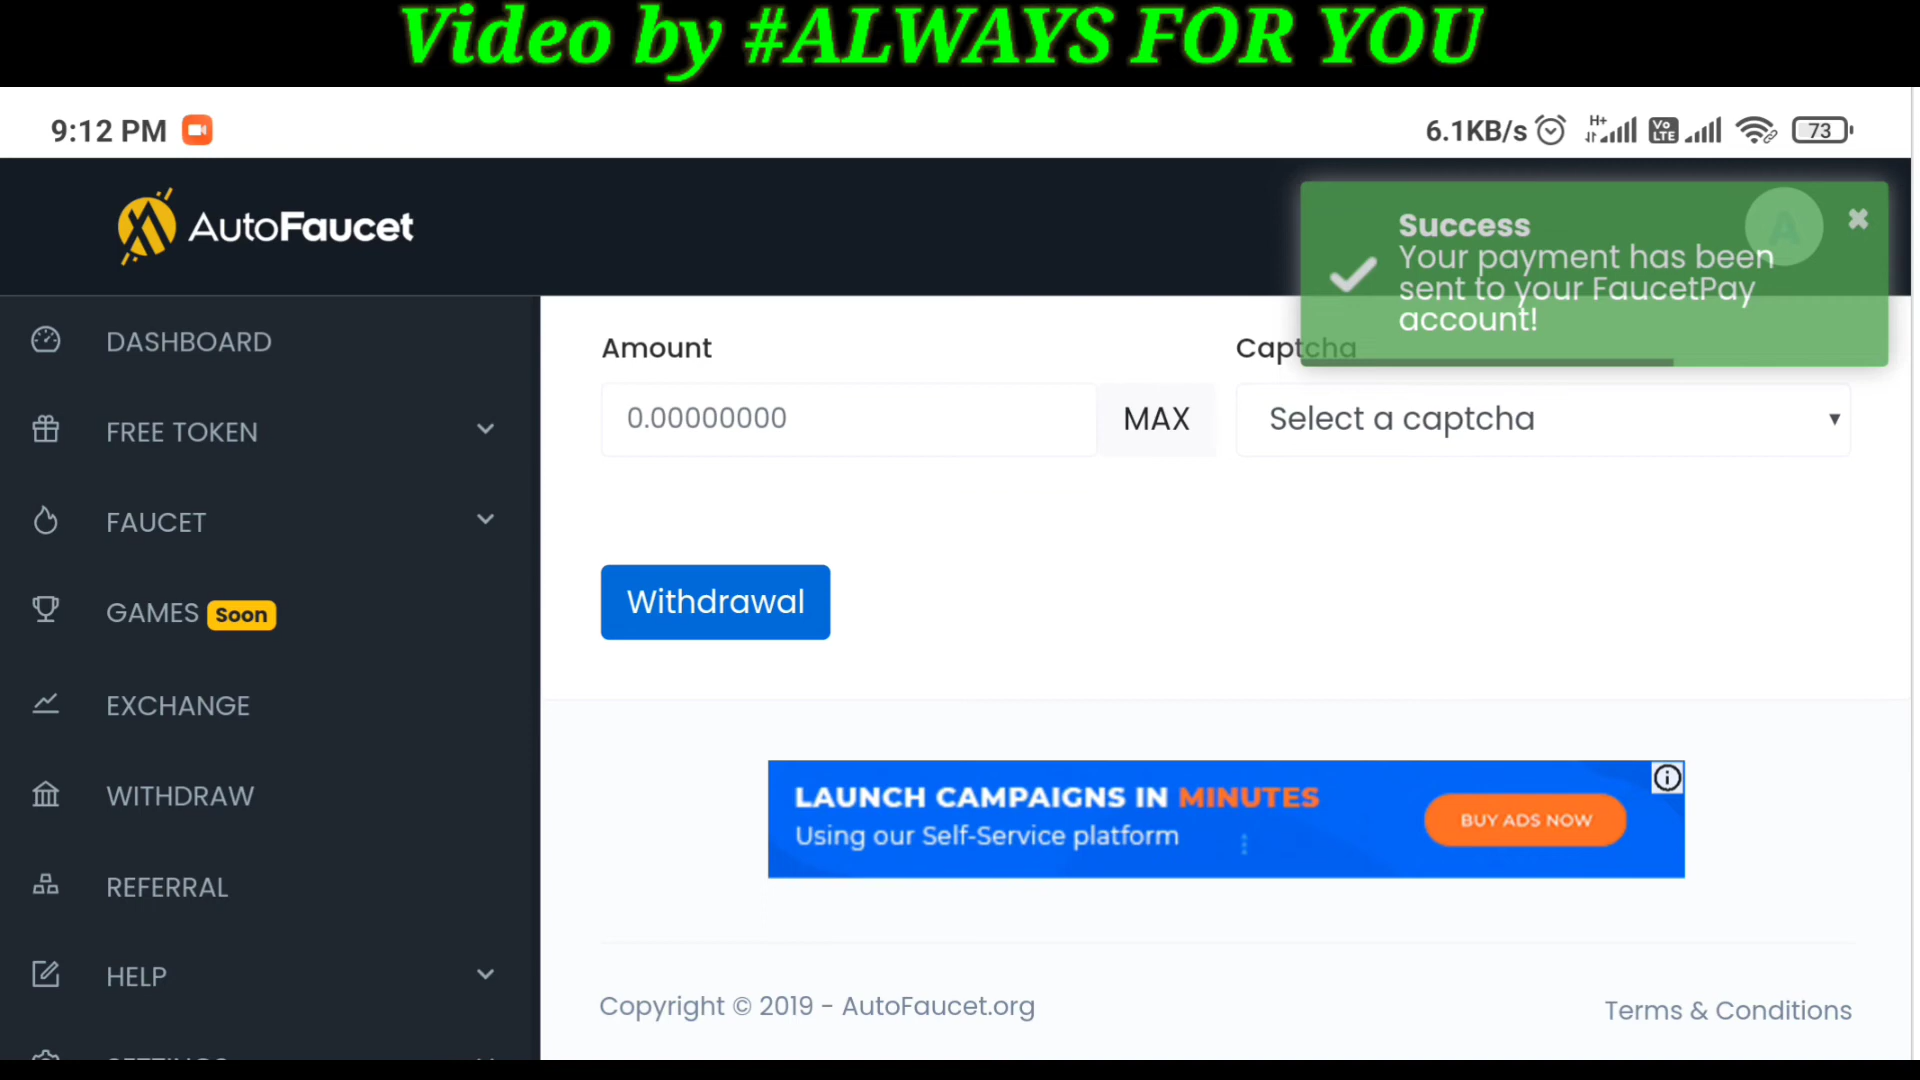 Video by #ALWAYS FOR YOU
9:12 PM
6.1KB/s
H+
Vo LTE
73
AutoFaucet
Success
Your payment has been
sent to your FaucetPay
account!
A
DASHBOARD
FREE TOKEN
FAUCET
GAMES Soon
EXCHANGE
WITHDRAW
REFERRAL
HELP
SETTINGS
Amount
Captcha
0.00000000
MAX
Select a captcha
Withdrawal
LAUNCH CAMPAIGNS IN MINUTES
Using our Self-Service platform
BUY ADS NOW
Copyright © 2019 - AutoFaucet.org
Terms & Conditions